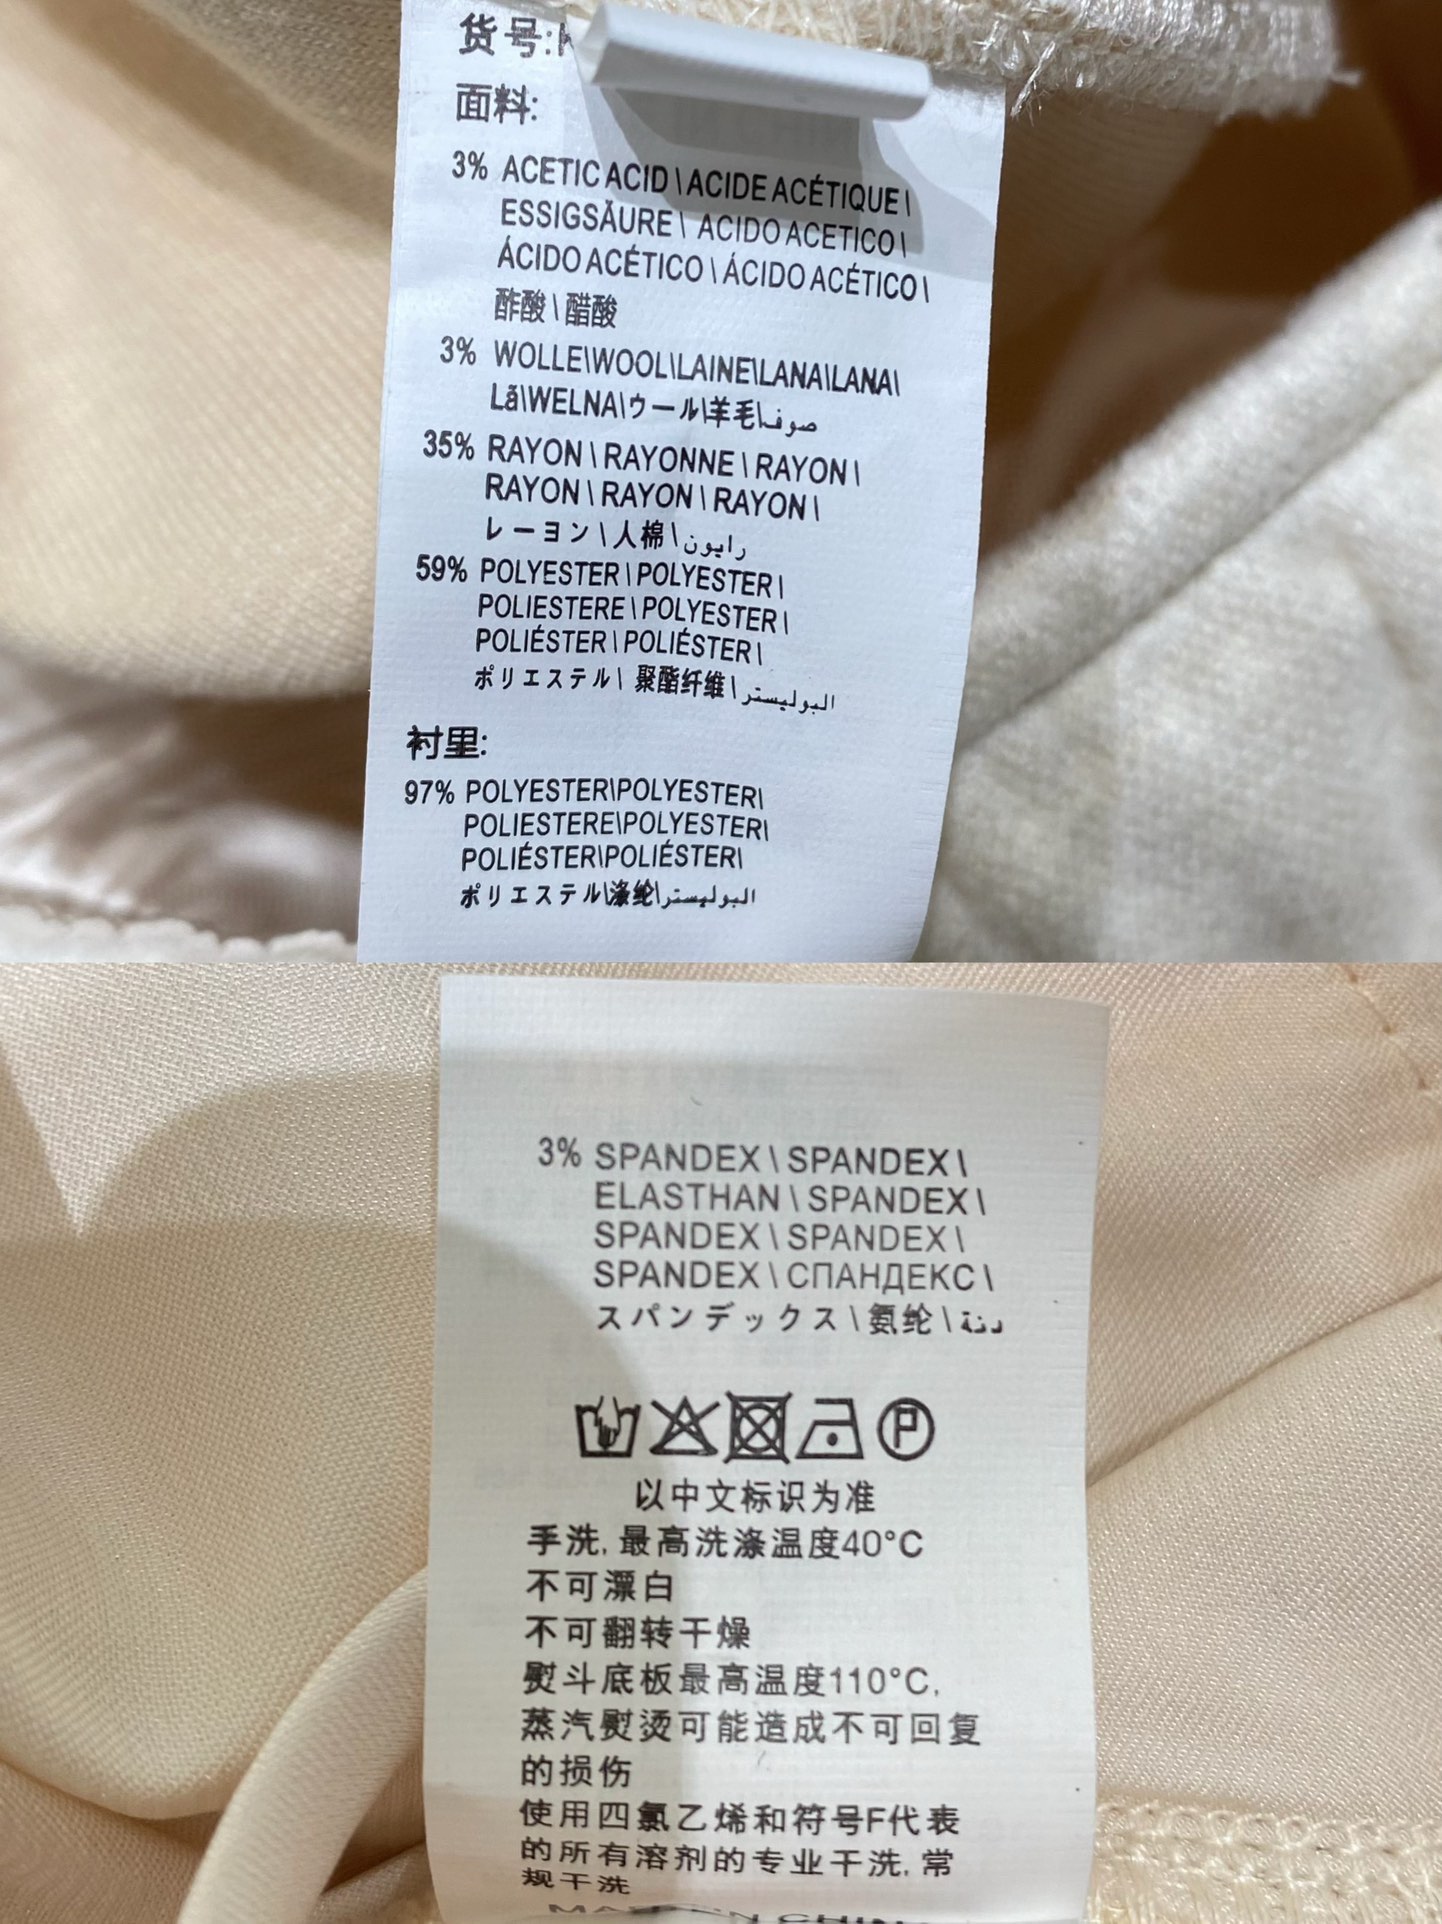 货号:
面料:
3% ACETIC ACID \ ACIDE ACÉTIQUE \
ESSIGSÄURE \ ACIDO ACETICO \
ÁCIDO ACÉTICO \ ÁCIDO ACÉTICO \
酢酸 \ 醋酸
3% WOLLE\WOOL\LAINE\LANA\LANA\
Lã\WELNA\ウール\羊毛\صوف
35% RAYON \ RAYONNE \ RAYON \
RAYON \ RAYON \ RAYON \
レーヨン \ 人棉 \ رايون
59% POLYESTER \ POLYESTER \
POLIESTERE \ POLYESTER \
POLIÉSTER \ POLIÉSTER \
ポリエステル \ 聚酯纤维 \ البوليستر
衬里:
97% POLYESTER\POLYESTER\
POLIESTERE\POLYESTER\
POLIÉSTER\POLIÉSTER\
ポリエステル\涤纶\البوليستر
3% SPANDEX \ SPANDEX \
ELASTHAN \ SPANDEX \
SPANDEX \ SPANDEX \
SPANDEX \ СПАНДЕКС \
スパンデックス \ 氨纶 \
P
以中文标识为准
手洗,最高洗涤温度40°C
不可漂白
不可翻转干燥
熨斗底板最高温度110°C,
蒸汽熨烫可能造成不可回复
的损伤
使用四氯乙烯和符号F代表
的所有溶剂的专业干洗,常
规干洗
MADE IN CHINA